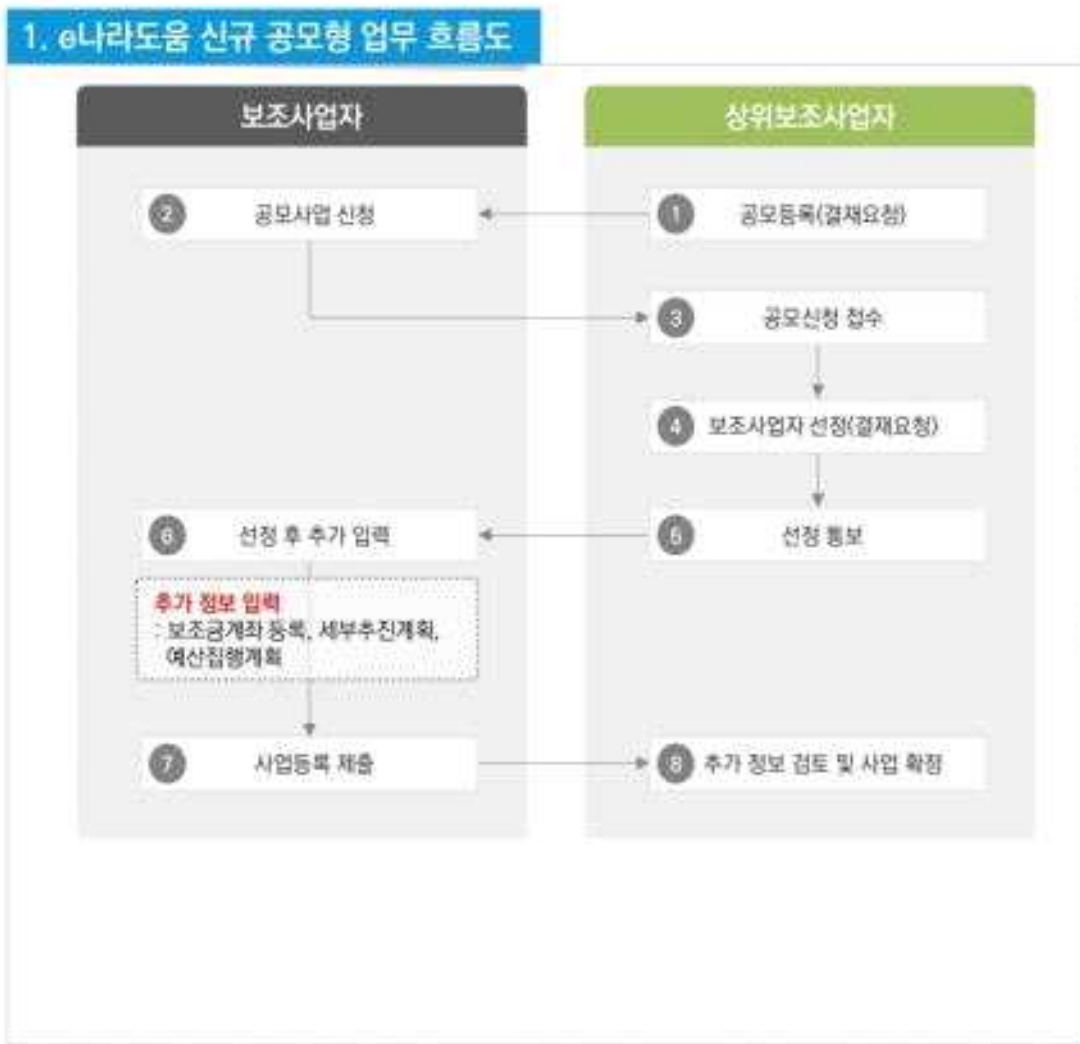 1. e나라도움 신규 공모형 업무 흐름도
보조사업자
상위보조사업자
② 공모사업 신청
① 공모등록(결재요청)
③ 공모신청 접수
④ 보조사업자 선정(결재요청)
⑥ 선정 후 추가 입력
⑤ 선정 통보
추가 정보 입력
: 보조금계좌 등록, 세부추진계획,
예산집행계획
⑦ 사업등록 제출
⑧ 추가 정보 검토 및 사업 확정